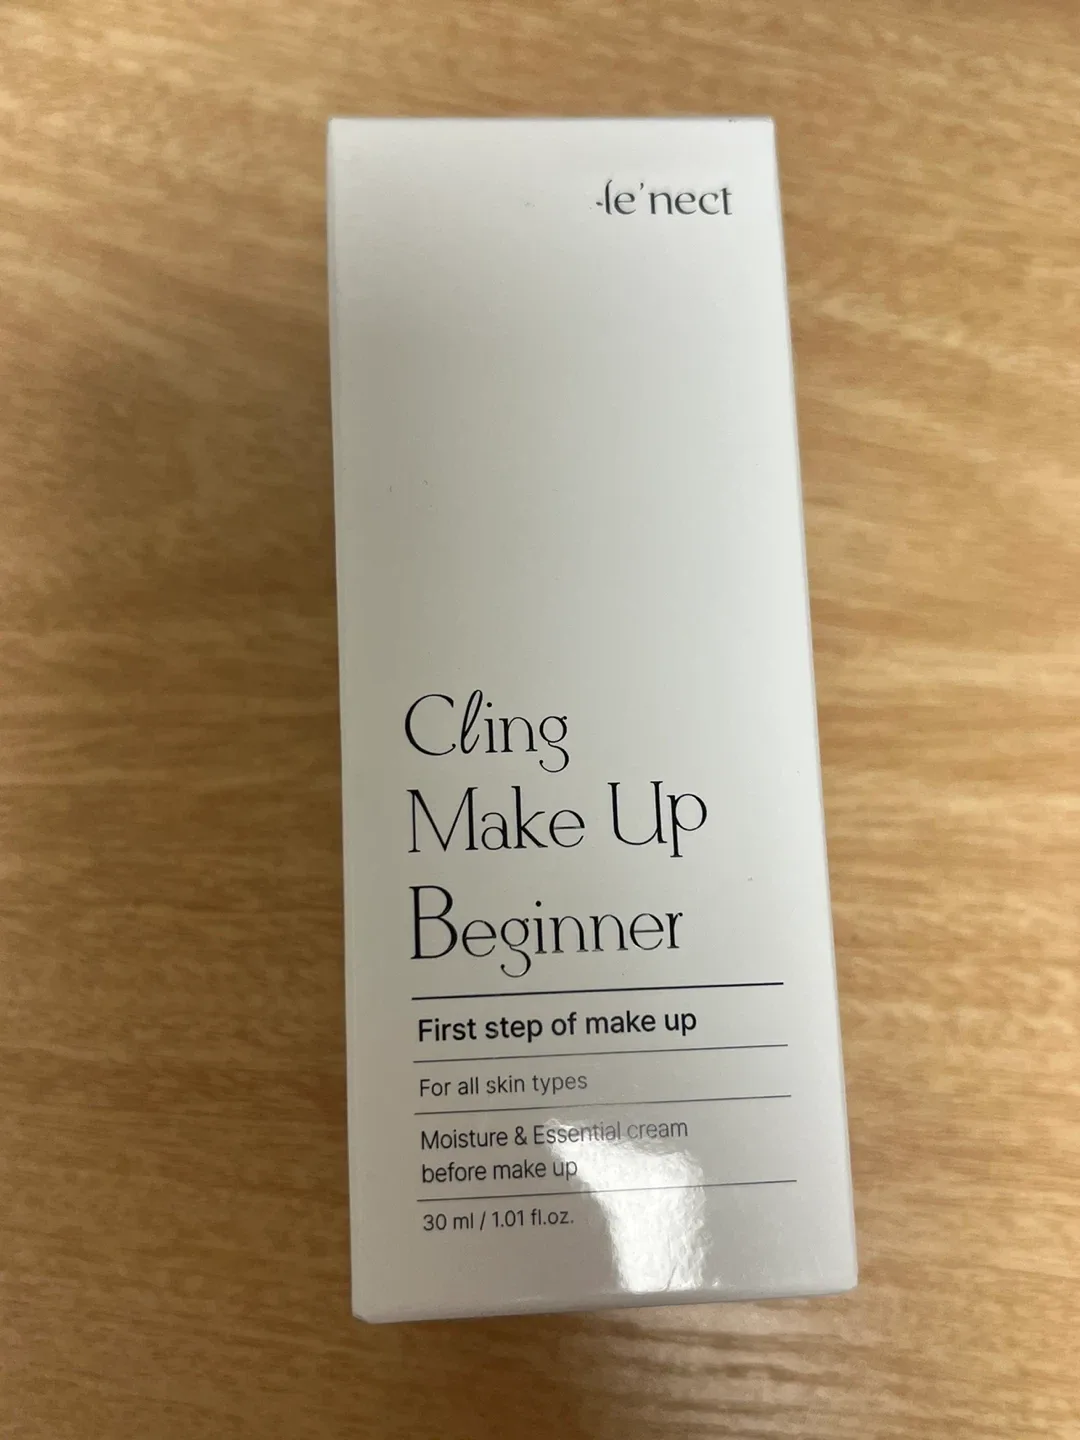 le'nect
Cling
Make Up
Beginner
First step of make up
For all skin types
Moisture & Essential cream
before make up
30 ml / 1.01 fl.oz.